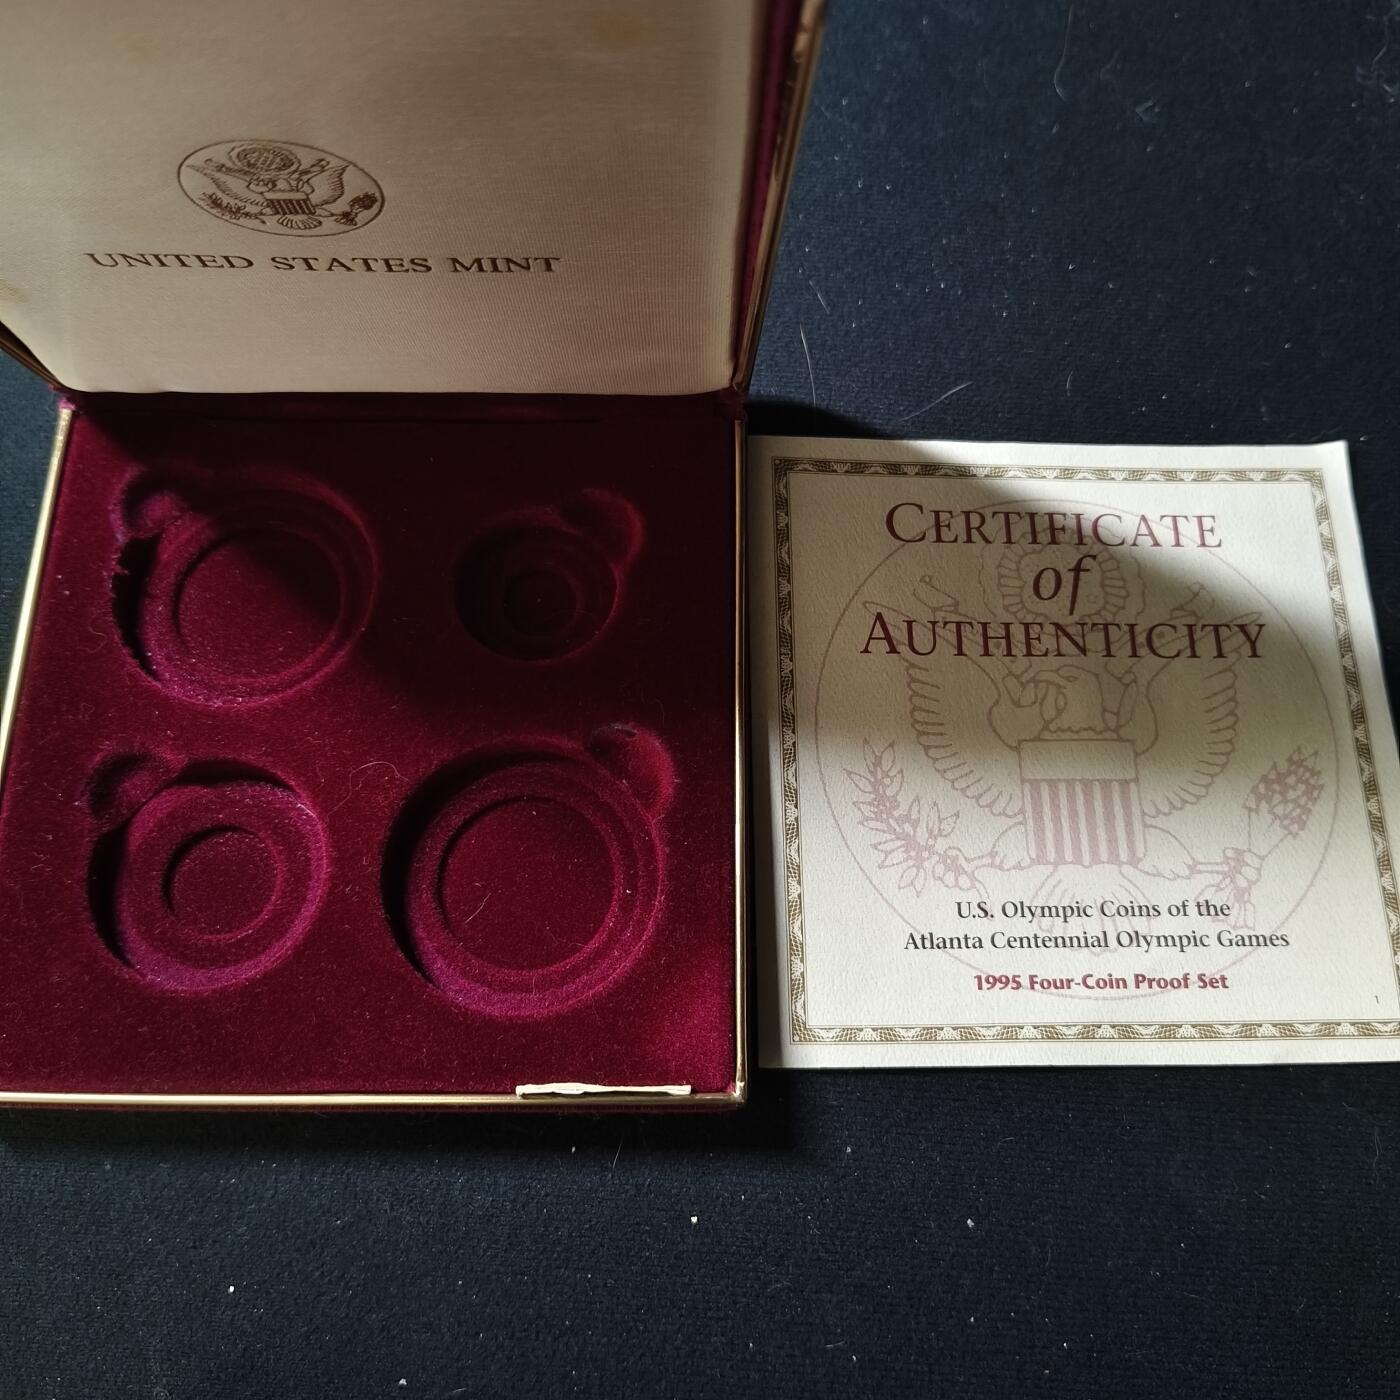 UNITED STATES MINT
CERTIFICATE
of
AUTHENTICITY
U.S. Olympic Coins of the
Atlanta Centennial Olympic Games
1995 Four-Coin Proof Set
1